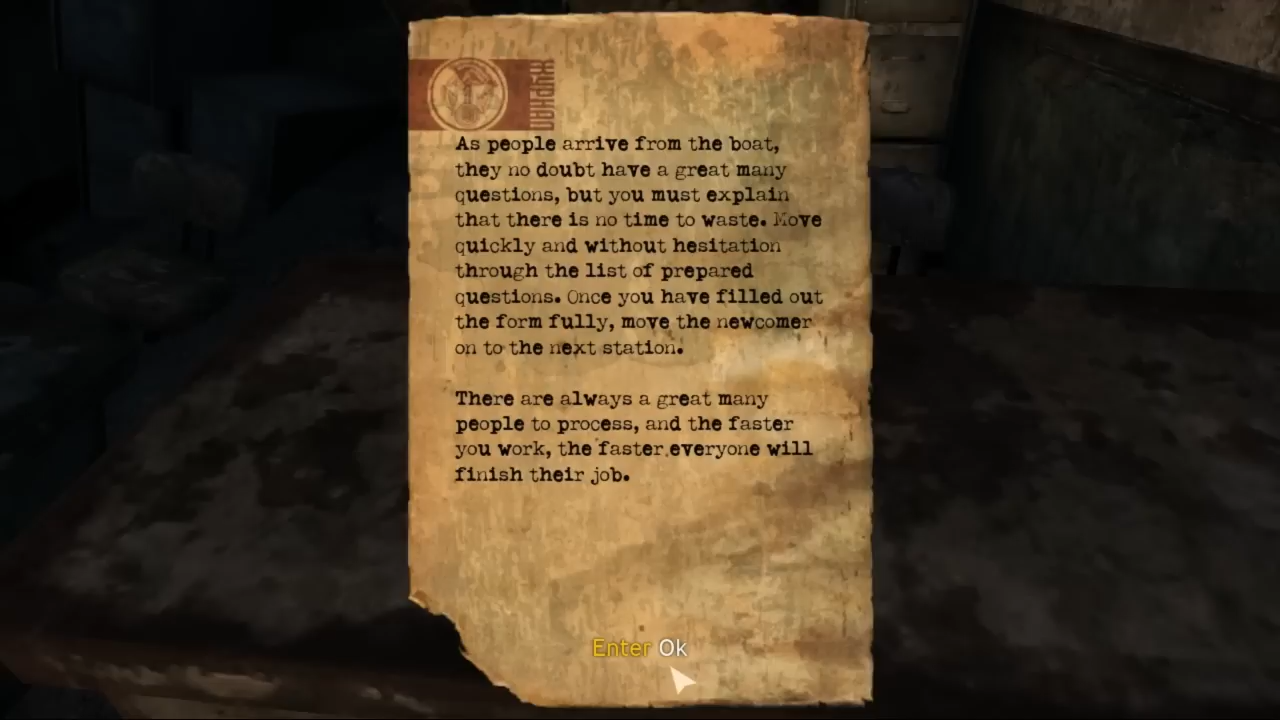 As people arrive from the boat,
they no doubt have a great many
questions, but you must explain
that there is no time to waste. Move
quickly and without hesitation
through the list of prepared
questions. Once you have filled out
the form fully, move the newcomer
on to the next station.
There are always a great many
people to process, and the faster
you work, the faster everyone will
finish their job.
Enter Ok